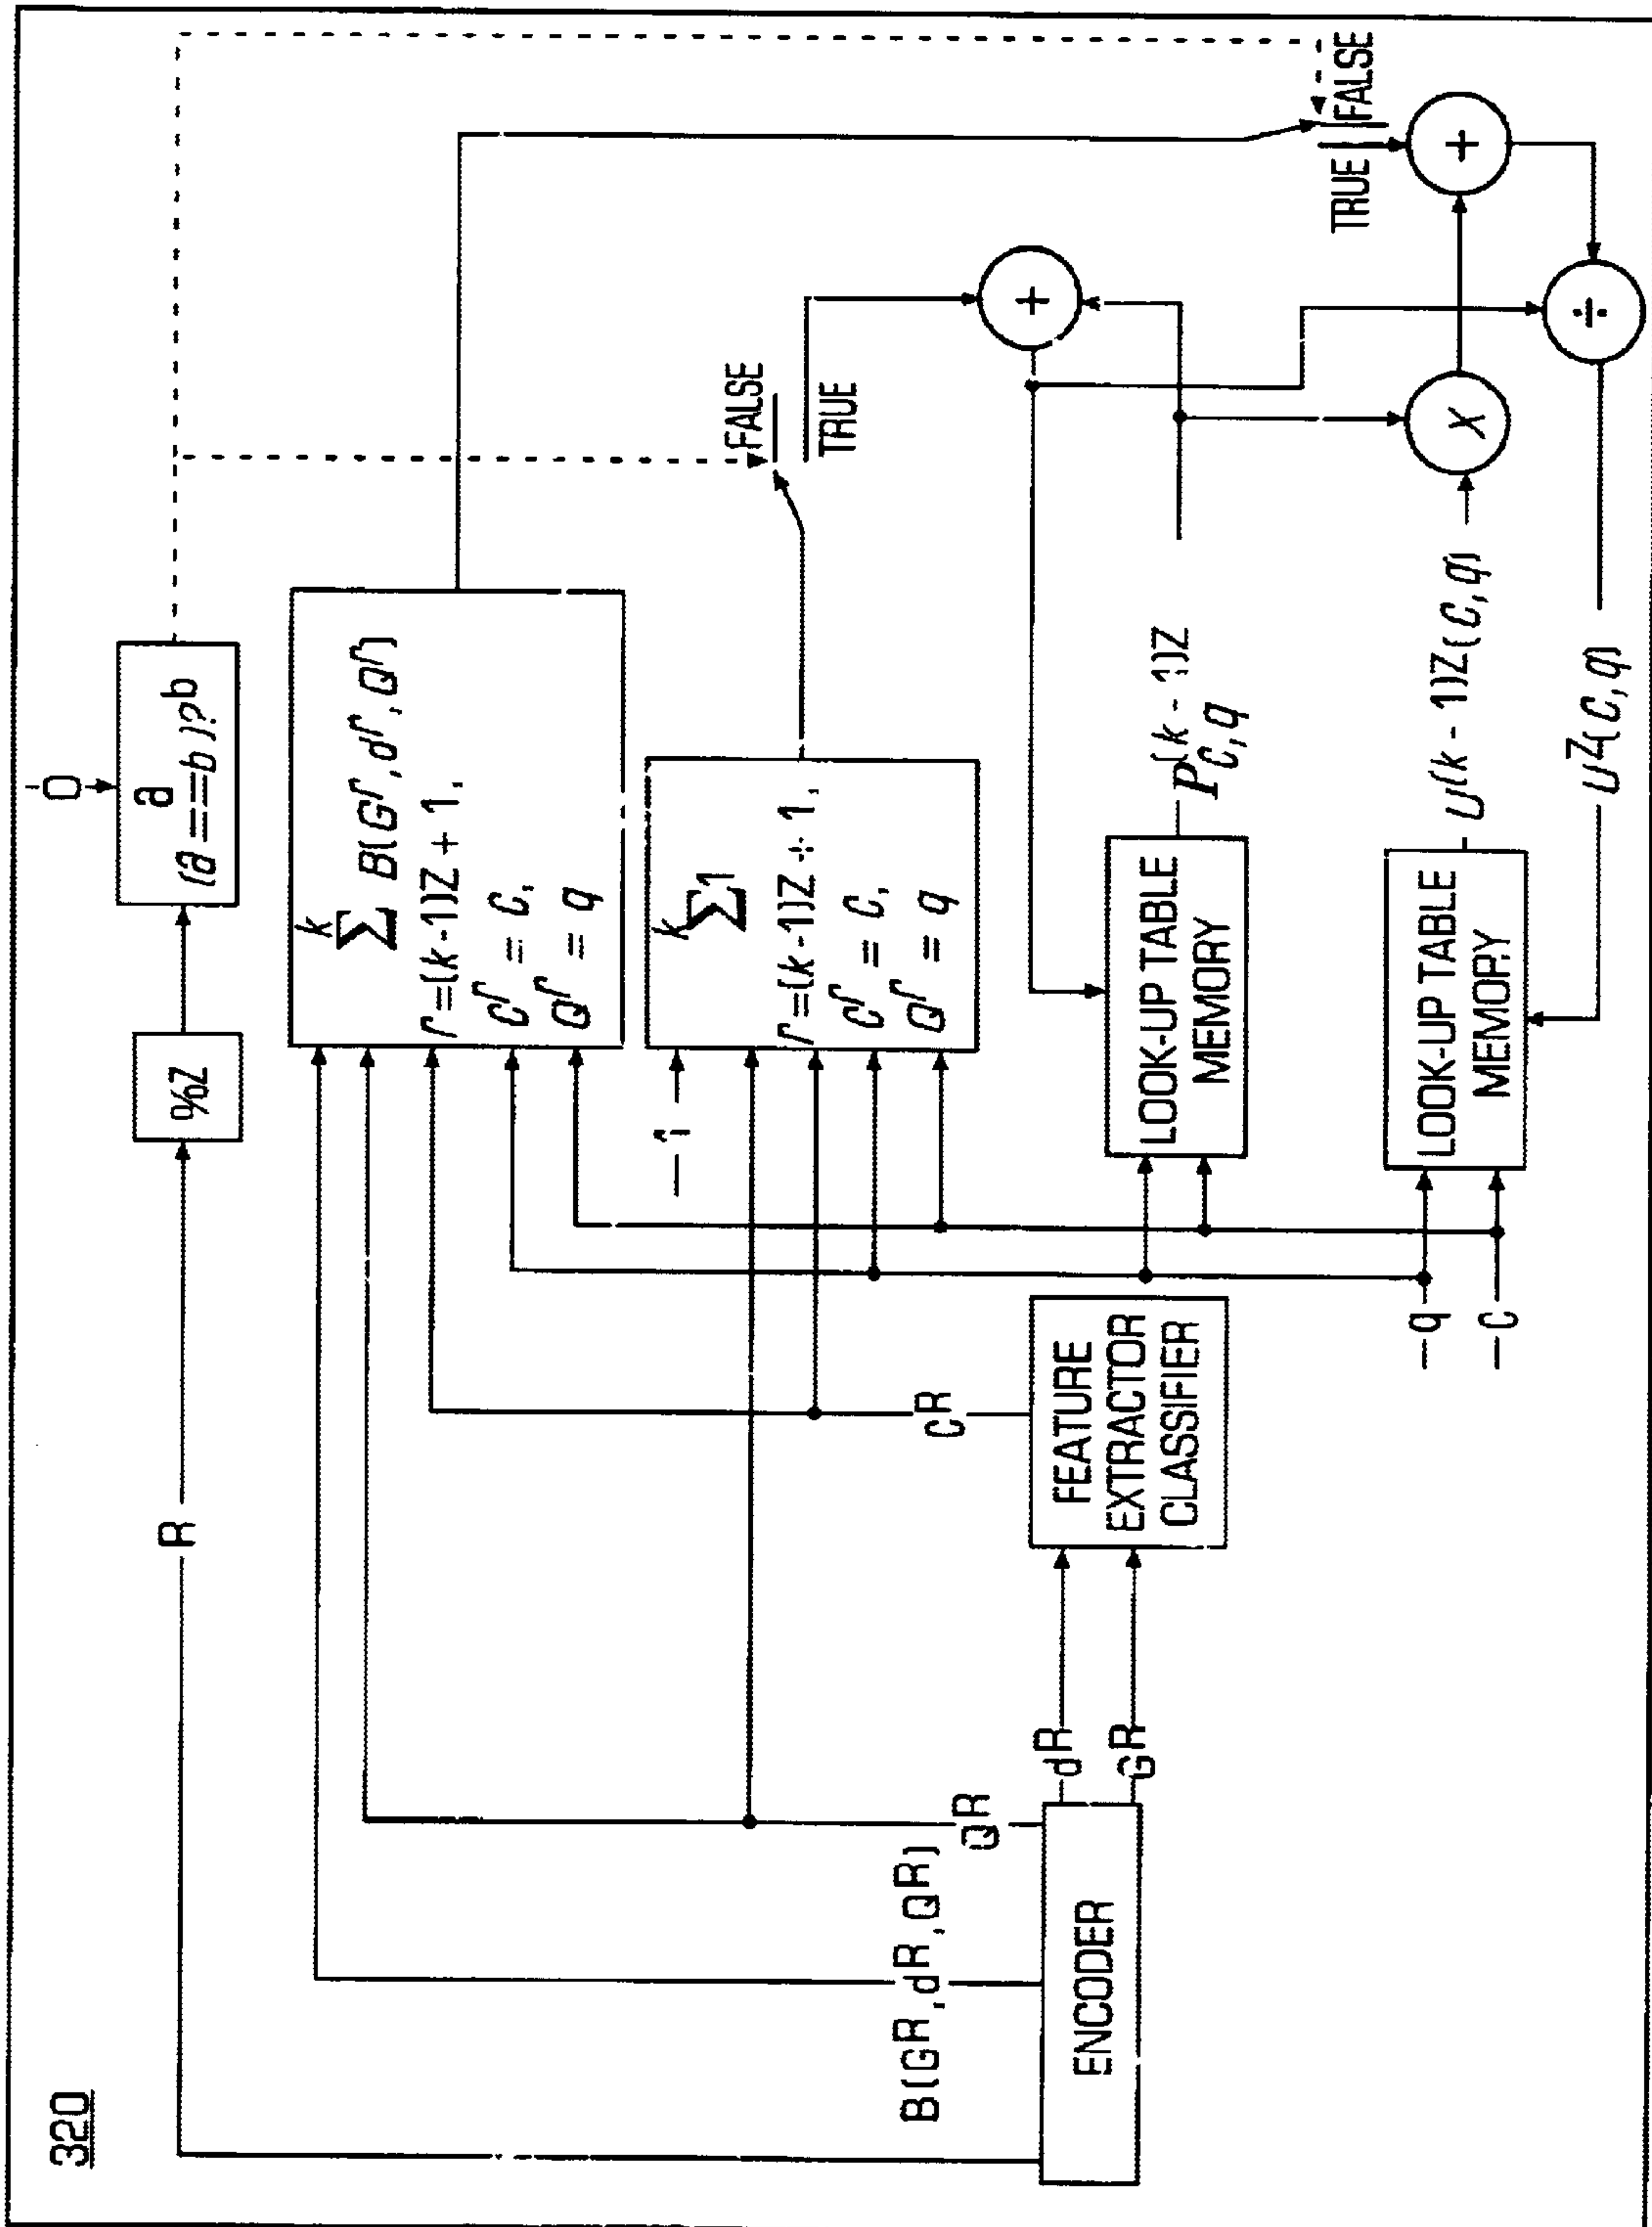 320
R
%Z
0
a
(a==b)?b
k
∑ B(G^r,d^r,Q^r)
r=(k-1)Z + 1,
C^r = C,
Q^r = q
k
∑1
r=(k-1)Z + 1,
C^r = C,
Q^r = q
1
FALSE
TRUE
FALSE
TRUE
B(G^R,d^R,Q^R)
Q^R
C^R
ENCODER
d^R
G^R
FEATURE
EXTRACTOR
CLASSIFIER
LOOK-UP TABLE
MEMORY
P^(k - 1)Z_C,q
+
+
X
÷
q
C
LOOK-UP TABLE
MEMORY
U^(k - 1)Z(C,q)
U^Z(C,q)